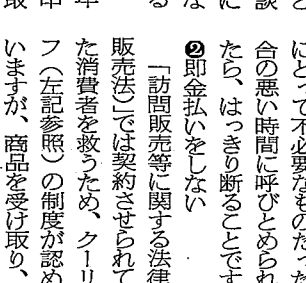 にとって不必要なものだった
合の悪い時間に呼びとめられ
たら、はっきり断ることです
❷即金払いをしない
「訪問販売等に関する法律
販売法)」では契約させられて
た消費者を救うため、クーリ
フ(左記参照)の制度が認め
いますが、商品を受け取り、